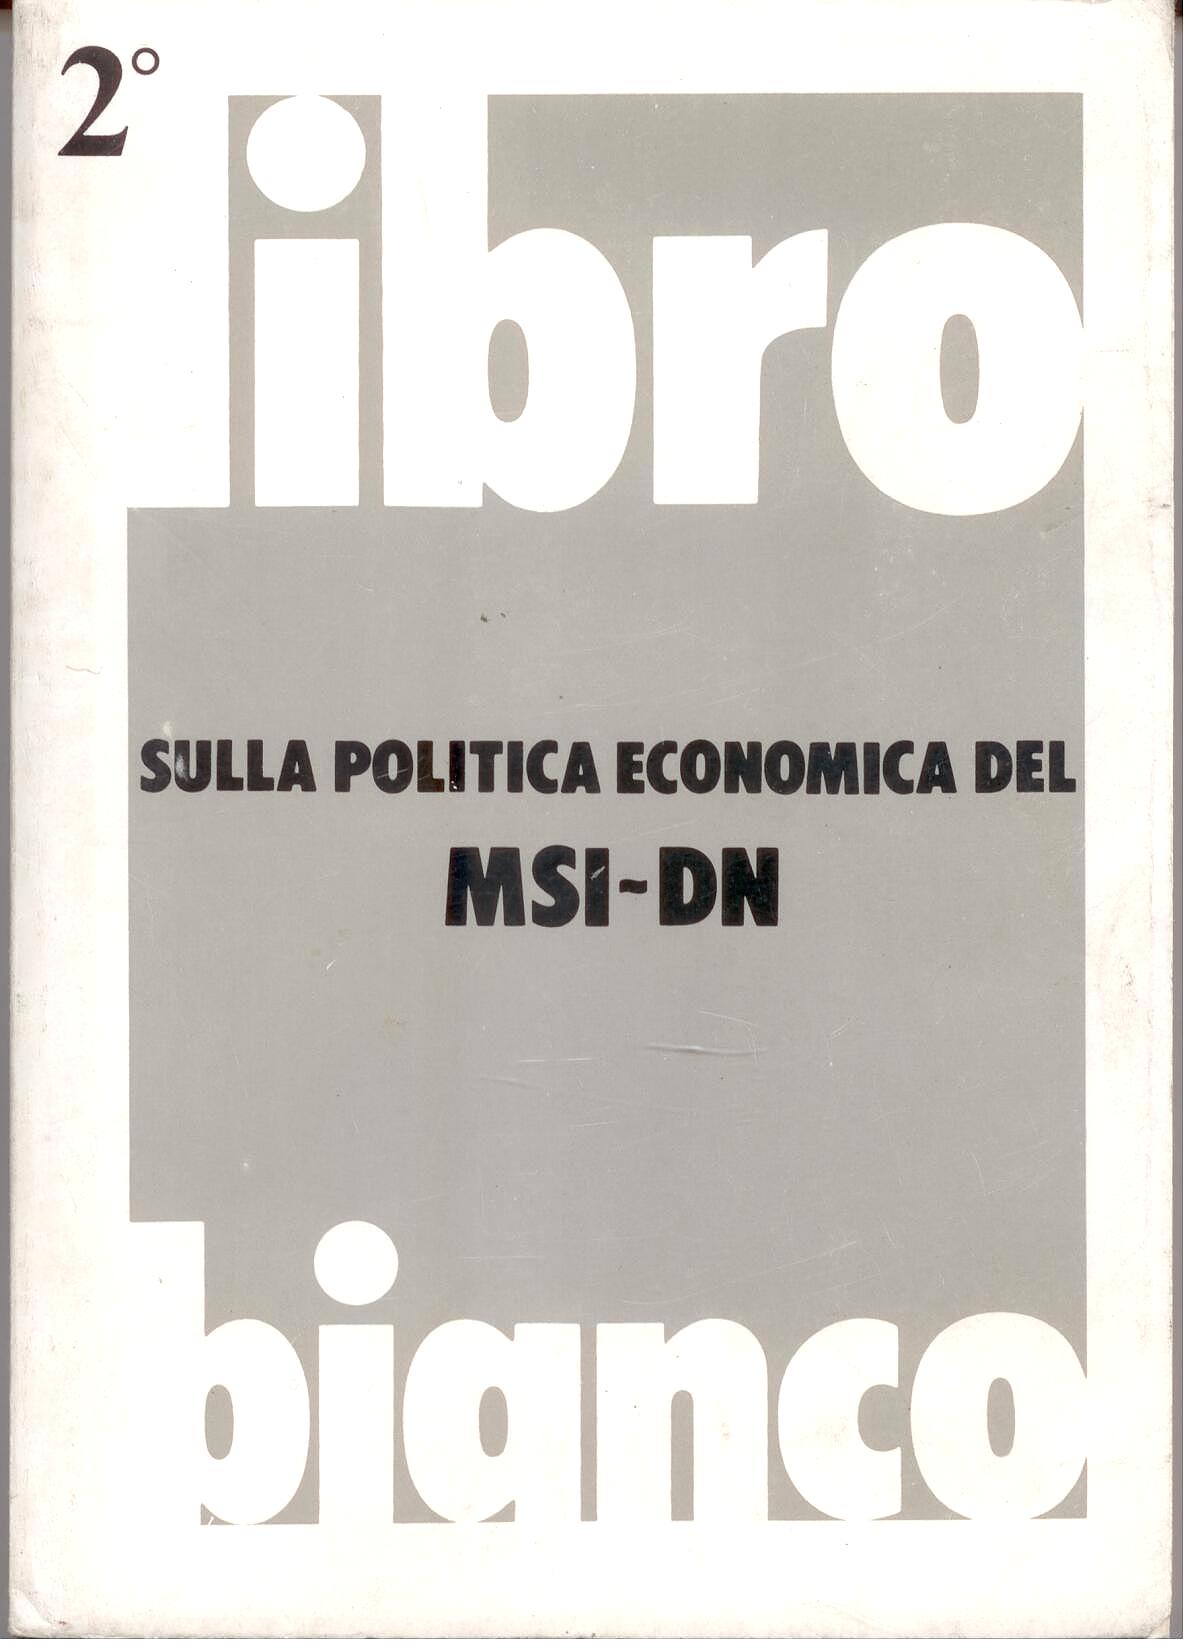 2°
libro
SULLA POLITICA ECONOMICA DEL
MSI-DN
bianco